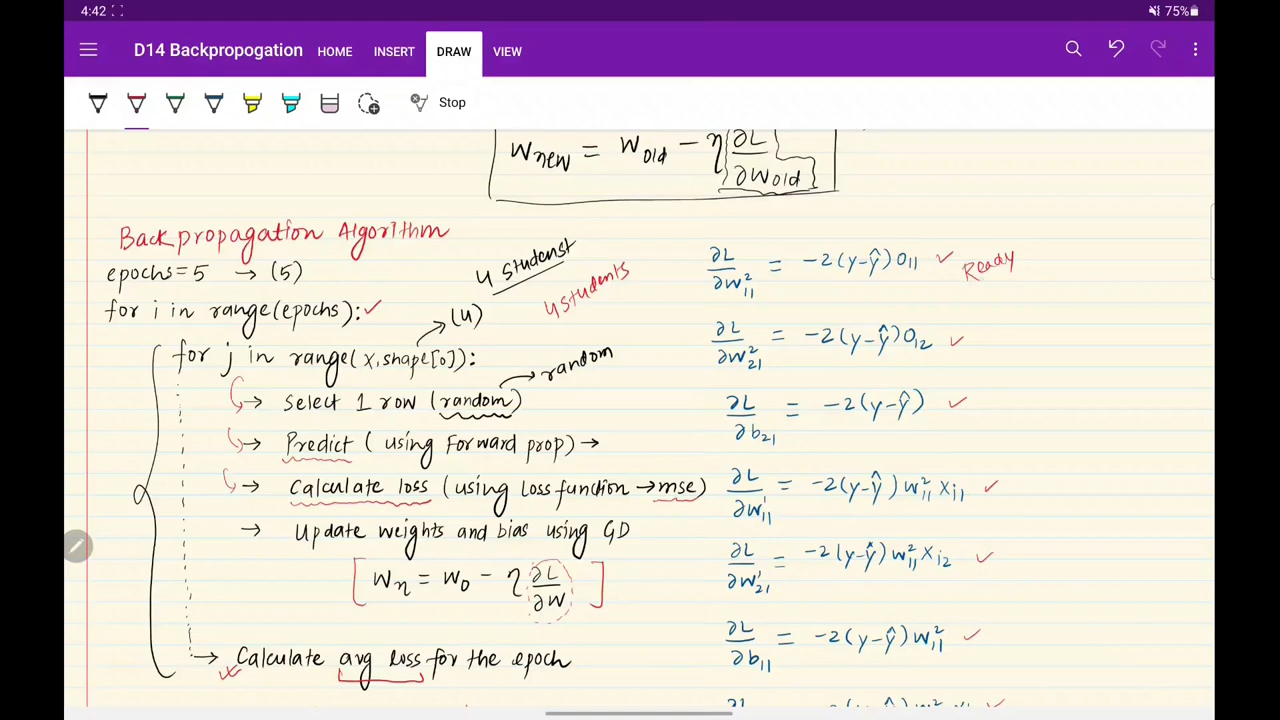 4:42
75%
D14 Backpropogation
HOME
INSERT
DRAW
VIEW
Stop
Wnew = Wold − η ∂L/∂Wold
Backpropagation Algorithm
epochs=5 → (5)
for i in range(epochs): ✓
for j in range(x,shape[0]):
(4)
4 Studenst
4 students
→ Select 1 row (random)
random
→ Predict (using Forward prop) →
→ Calculate loss (using Loss function → mse)
→ Update weights and bias using GD
[ Wn = W0 − η ∂L/∂W ]
→ Calculate avg loss for the epoch
∂L/∂W²11 = −2(y−ŷ)O11 ✓ Ready
∂L/∂W²21 = −2(y−ŷ)O12 ✓
∂L/∂b21 = −2(y−ŷ) ✓
∂L/∂W¹11 = −2(y−ŷ)W²11 Xi1 ✓
∂L/∂W¹21 = −2(y−ŷ)W²11 Xi2 ✓
∂L/∂b11 = −2(y−ŷ)W²11 ✓